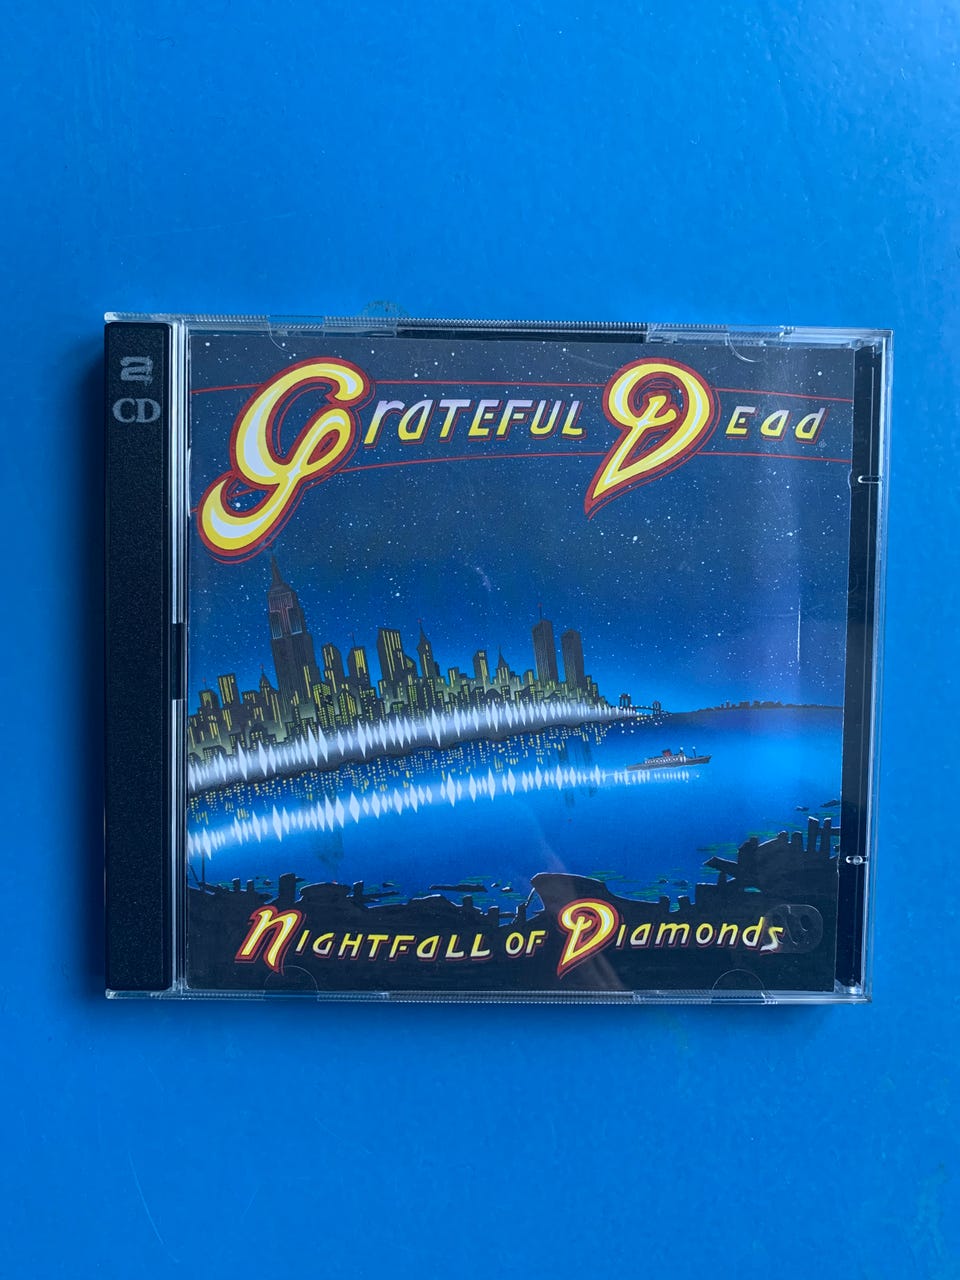 2
CD
Grateful Dead
Nightfall of Diamonds